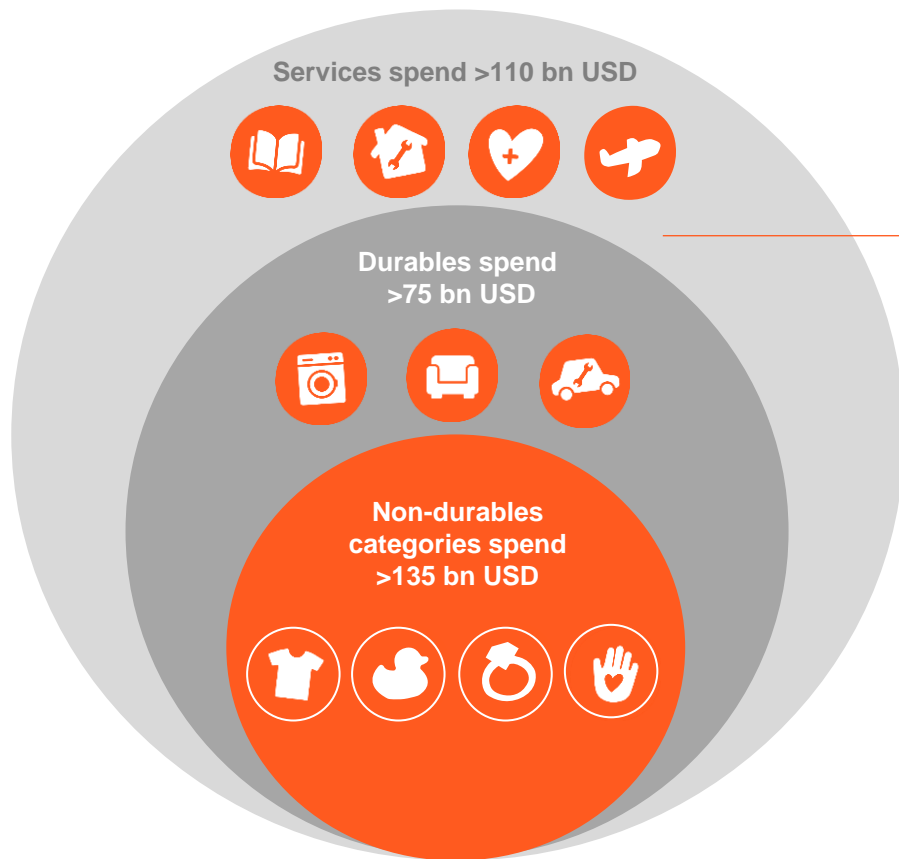 Services spend >110 bn USD
Durables spend
>75 bn USD
Non-durables
categories spend
>135 bn USD